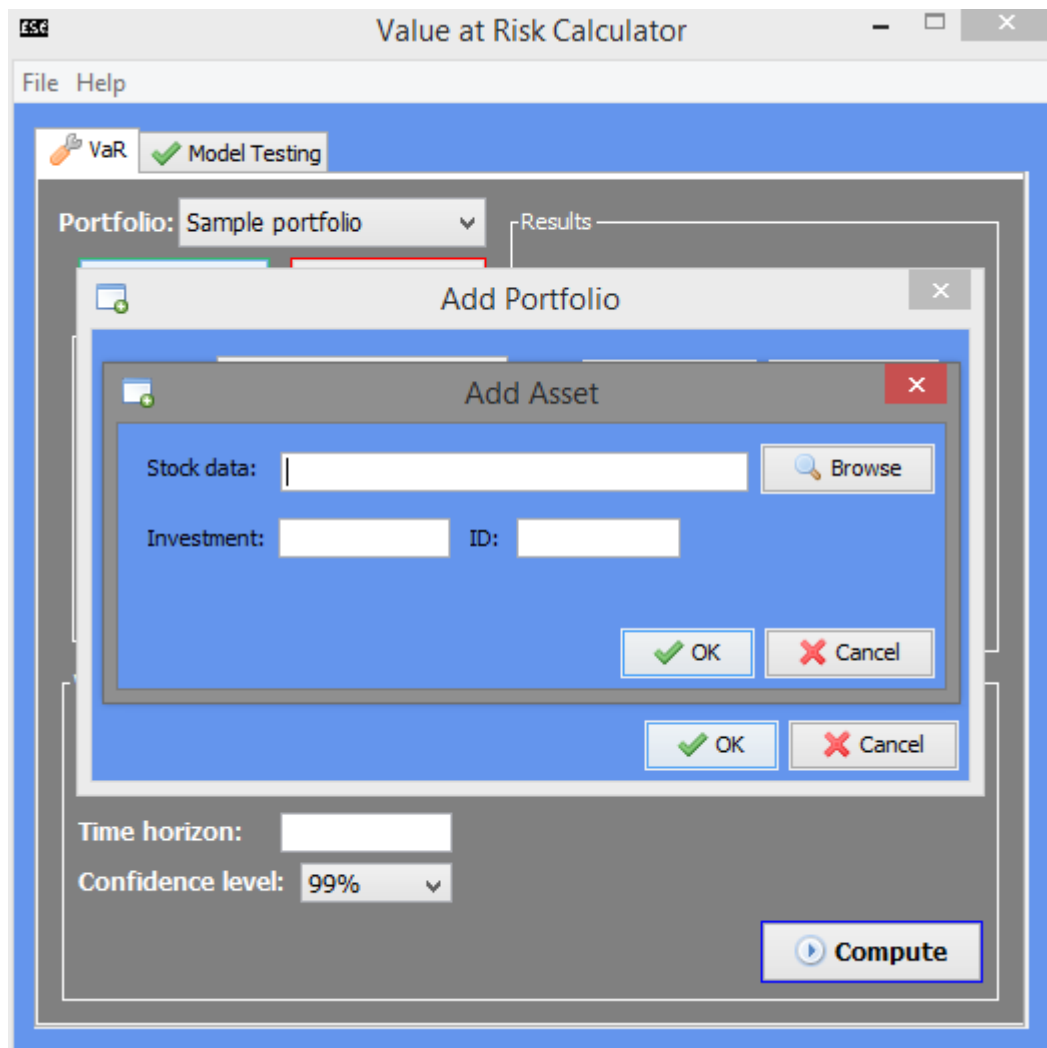 ESG Value at Risk Calculator
File Help
VaR Model Testing
Portfolio: Sample portfolio
Results
Add Portfolio
Add Asset
Stock data: Browse
Investment: ID:
OK Cancel
OK Cancel
Time horizon:
Confidence level: 99%
Compute